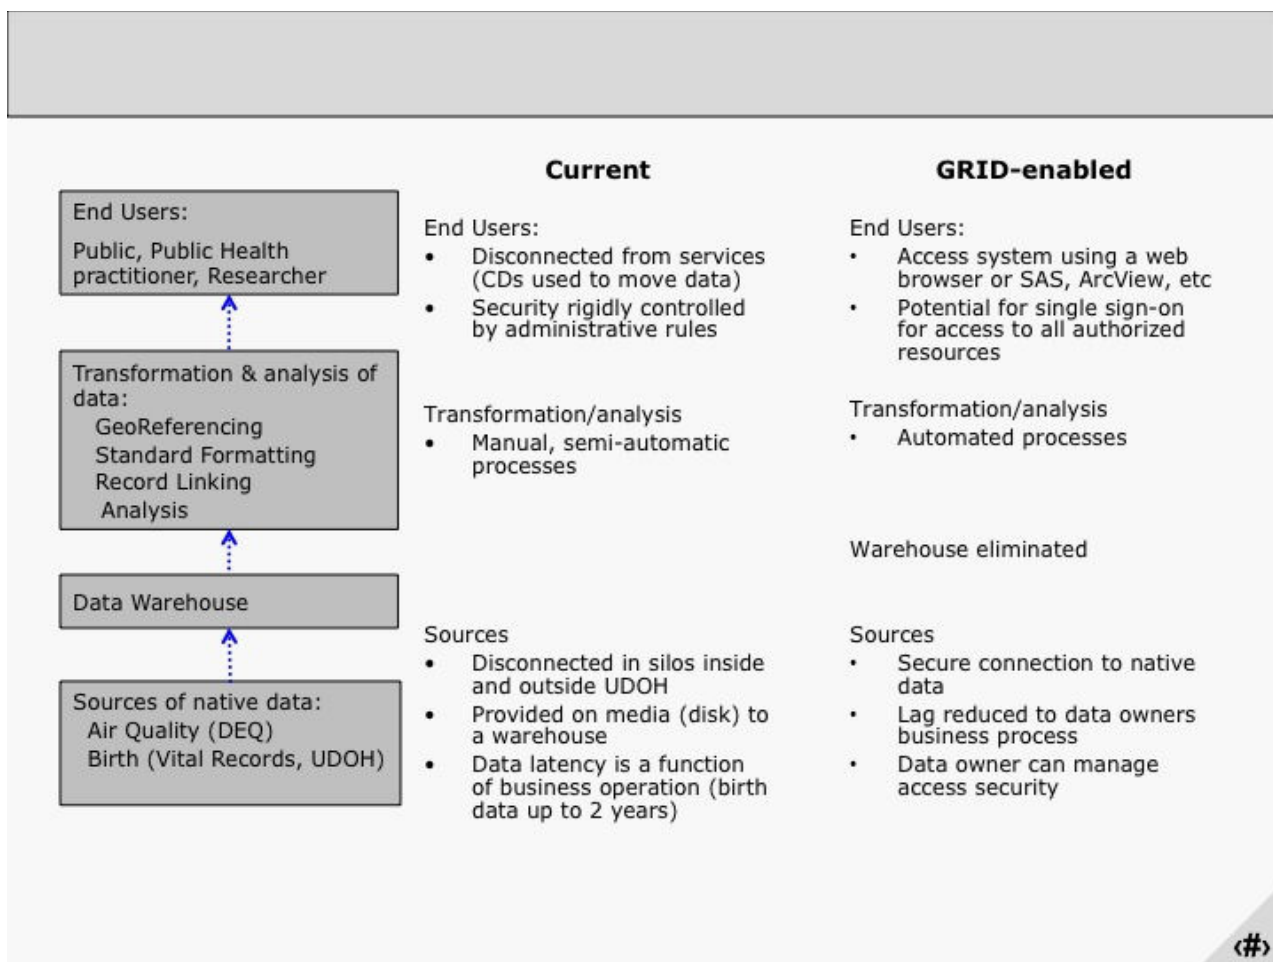 End Users:
Public, Public Health
practitioner, Researcher
Transformation & analysis of
data:
GeoReferencing
Standard Formatting
Record Linking
Analysis
Data Warehouse
Sources of native data:
Air Quality (DEQ)
Birth (Vital Records, UDOH)
Current
End Users:
• Disconnected from services
(CDs used to move data)
• Security rigidly controlled
by administrative rules
Transformation/analysis
• Manual, semi-automatic
processes
Sources
• Disconnected in silos inside
and outside UDOH
• Provided on media (disk) to
a warehouse
• Data latency is a function
of business operation (birth
data up to 2 years)
GRID-enabled
End Users:
• Access system using a web
browser or SAS, ArcView, etc
• Potential for single sign-on
for access to all authorized
resources
Transformation/analysis
• Automated processes
Warehouse eliminated
Sources
• Secure connection to native
data
• Lag reduced to data owners
business process
• Data owner can manage
access security
‹#›